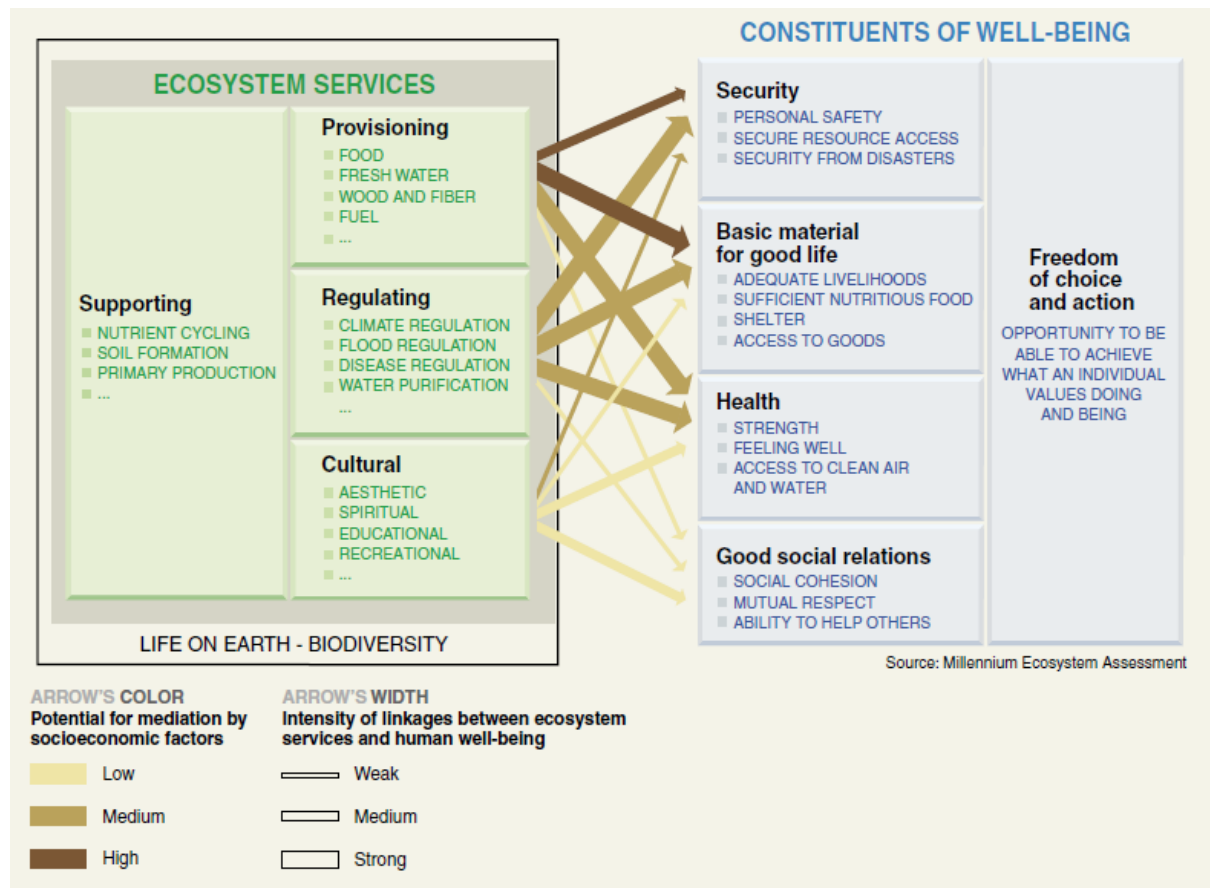 CONSTITUENTS OF WELL-BEING
ECOSYSTEM SERVICES
Supporting
NUTRIENT CYCLING
SOIL FORMATION
PRIMARY PRODUCTION
...
Provisioning
FOOD
FRESH WATER
WOOD AND FIBER
FUEL
...
Regulating
CLIMATE REGULATION
FLOOD REGULATION
DISEASE REGULATION
WATER PURIFICATION
...
Cultural
AESTHETIC
SPIRITUAL
EDUCATIONAL
RECREATIONAL
...
LIFE ON EARTH - BIODIVERSITY
Security
PERSONAL SAFETY
SECURE RESOURCE ACCESS
SECURITY FROM DISASTERS
Basic material
for good life
ADEQUATE LIVELIHOODS
SUFFICIENT NUTRITIOUS FOOD
SHELTER
ACCESS TO GOODS
Health
STRENGTH
FEELING WELL
ACCESS TO CLEAN AIR
AND WATER
Good social relations
SOCIAL COHESION
MUTUAL RESPECT
ABILITY TO HELP OTHERS
Freedom
of choice
and action
OPPORTUNITY TO BE
ABLE TO ACHIEVE
WHAT AN INDIVIDUAL
VALUES DOING
AND BEING
Source: Millennium Ecosystem Assessment
ARROW'S COLOR
Potential for mediation by
socioeconomic factors
Low
Medium
High
ARROW'S WIDTH
Intensity of linkages between ecosystem
services and human well-being
Weak
Medium
Strong